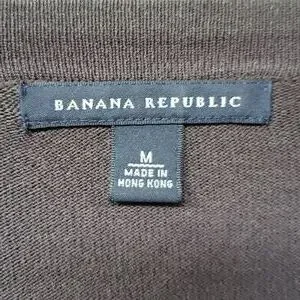 BANANA REPUBLIC
M
MADE IN
HONG KONG